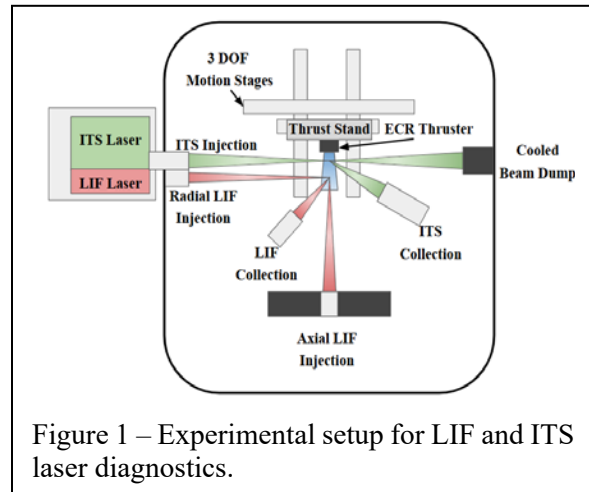 3 DOF
Motion Stages
Thrust Stand
ECR Thruster
ITS Laser
ITS Injection
Cooled
Beam Dump
LIF Laser
Radial LIF
Injection
LIF
Collection
ITS
Collection
Axial LIF
Injection
Figure 1 – Experimental setup for LIF and ITS
laser diagnostics.